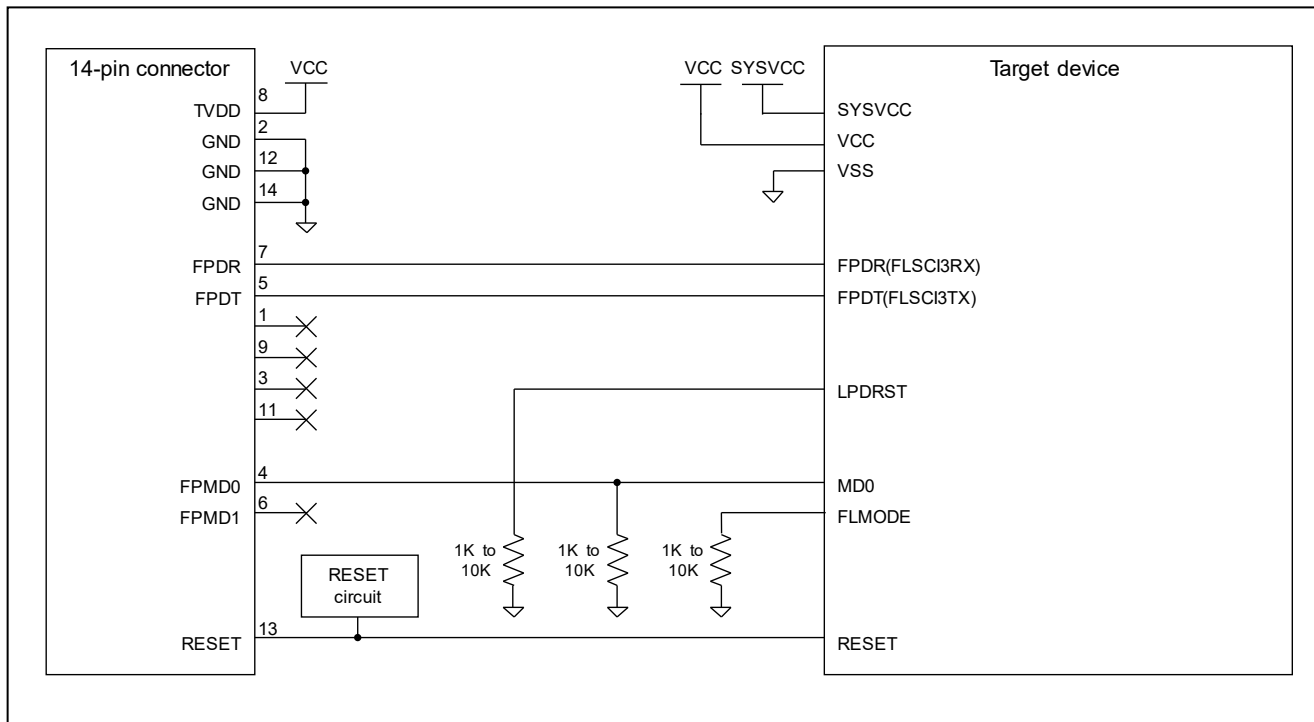 14-pin connector
VCC
VCC
SYSVCC
Target device
8
TVDD
SYSVCC
2
GND
VCC
12
GND
VSS
14
GND
7
FPDR
FPDR(FLSCI3RX)
5
FPDT
FPDT(FLSCI3TX)
1
9
3
LPDRST
11
4
FPMD0
MD0
6
FPMD1
FLMODE
1K to
10K
1K to
10K
1K to
10K
RESET
circuit
13
RESET
RESET